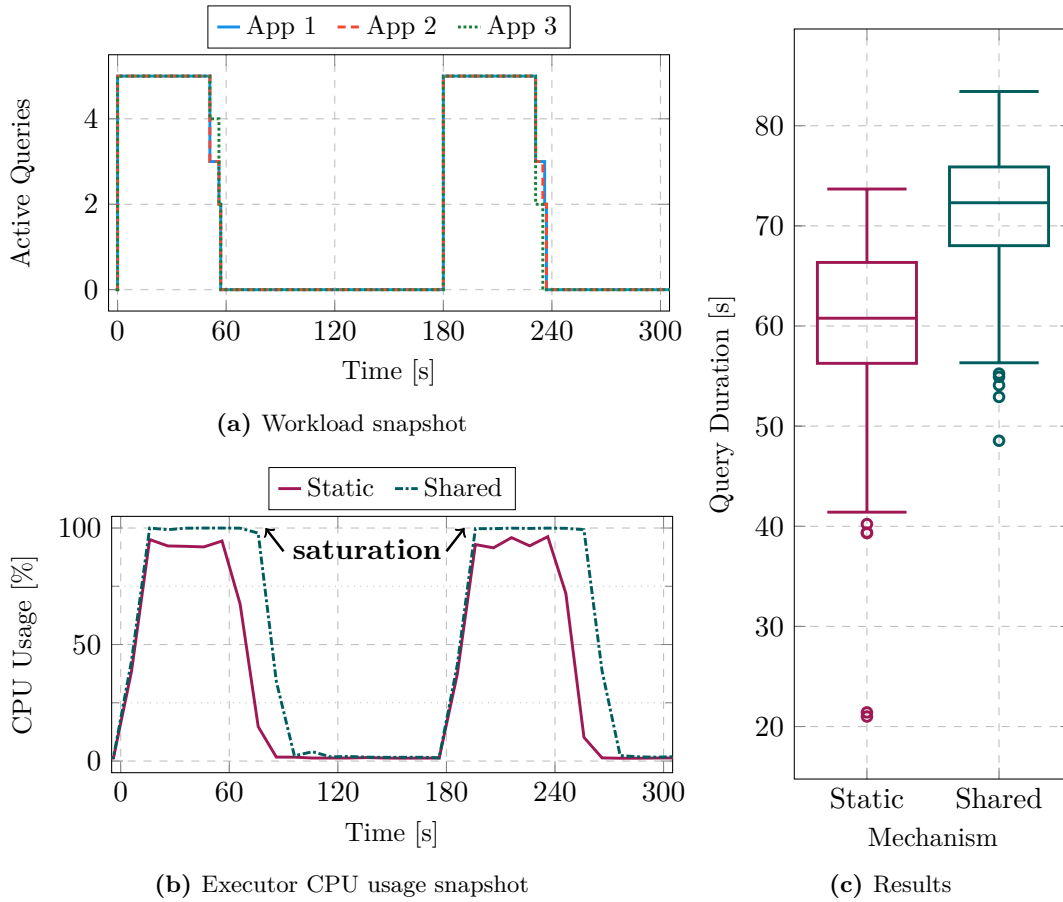 App 1 App 2 App 3
Active Queries
4
2
0
0 60 120 180 240 300
Time [s]
(a) Workload snapshot
Static Shared
CPU Usage [%]
100
50
0
saturation
0 60 120 180 240 300
Time [s]
(b) Executor CPU usage snapshot
Query Duration [s]
80
70
60
50
40
30
20
Static Shared
Mechanism
(c) Results